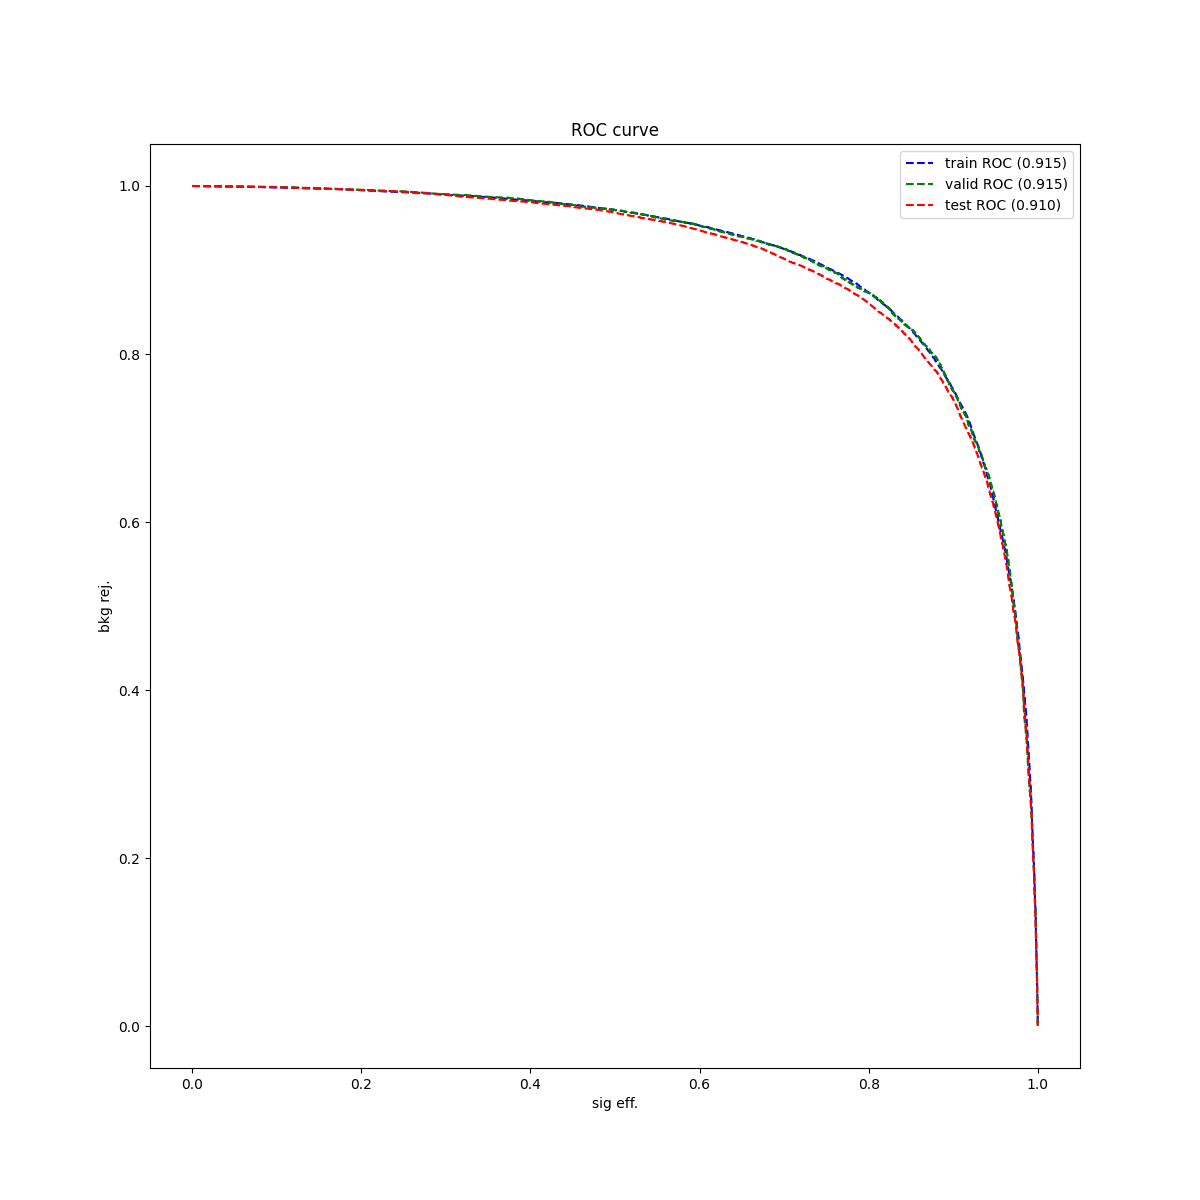 ROC curve
train ROC (0.915)
valid ROC (0.915)
test ROC (0.910)
1.0
0.8
0.6
0.4
0.2
0.0
bkg rej.
0.0 0.2 0.4 0.6 0.8 1.0
sig eff.